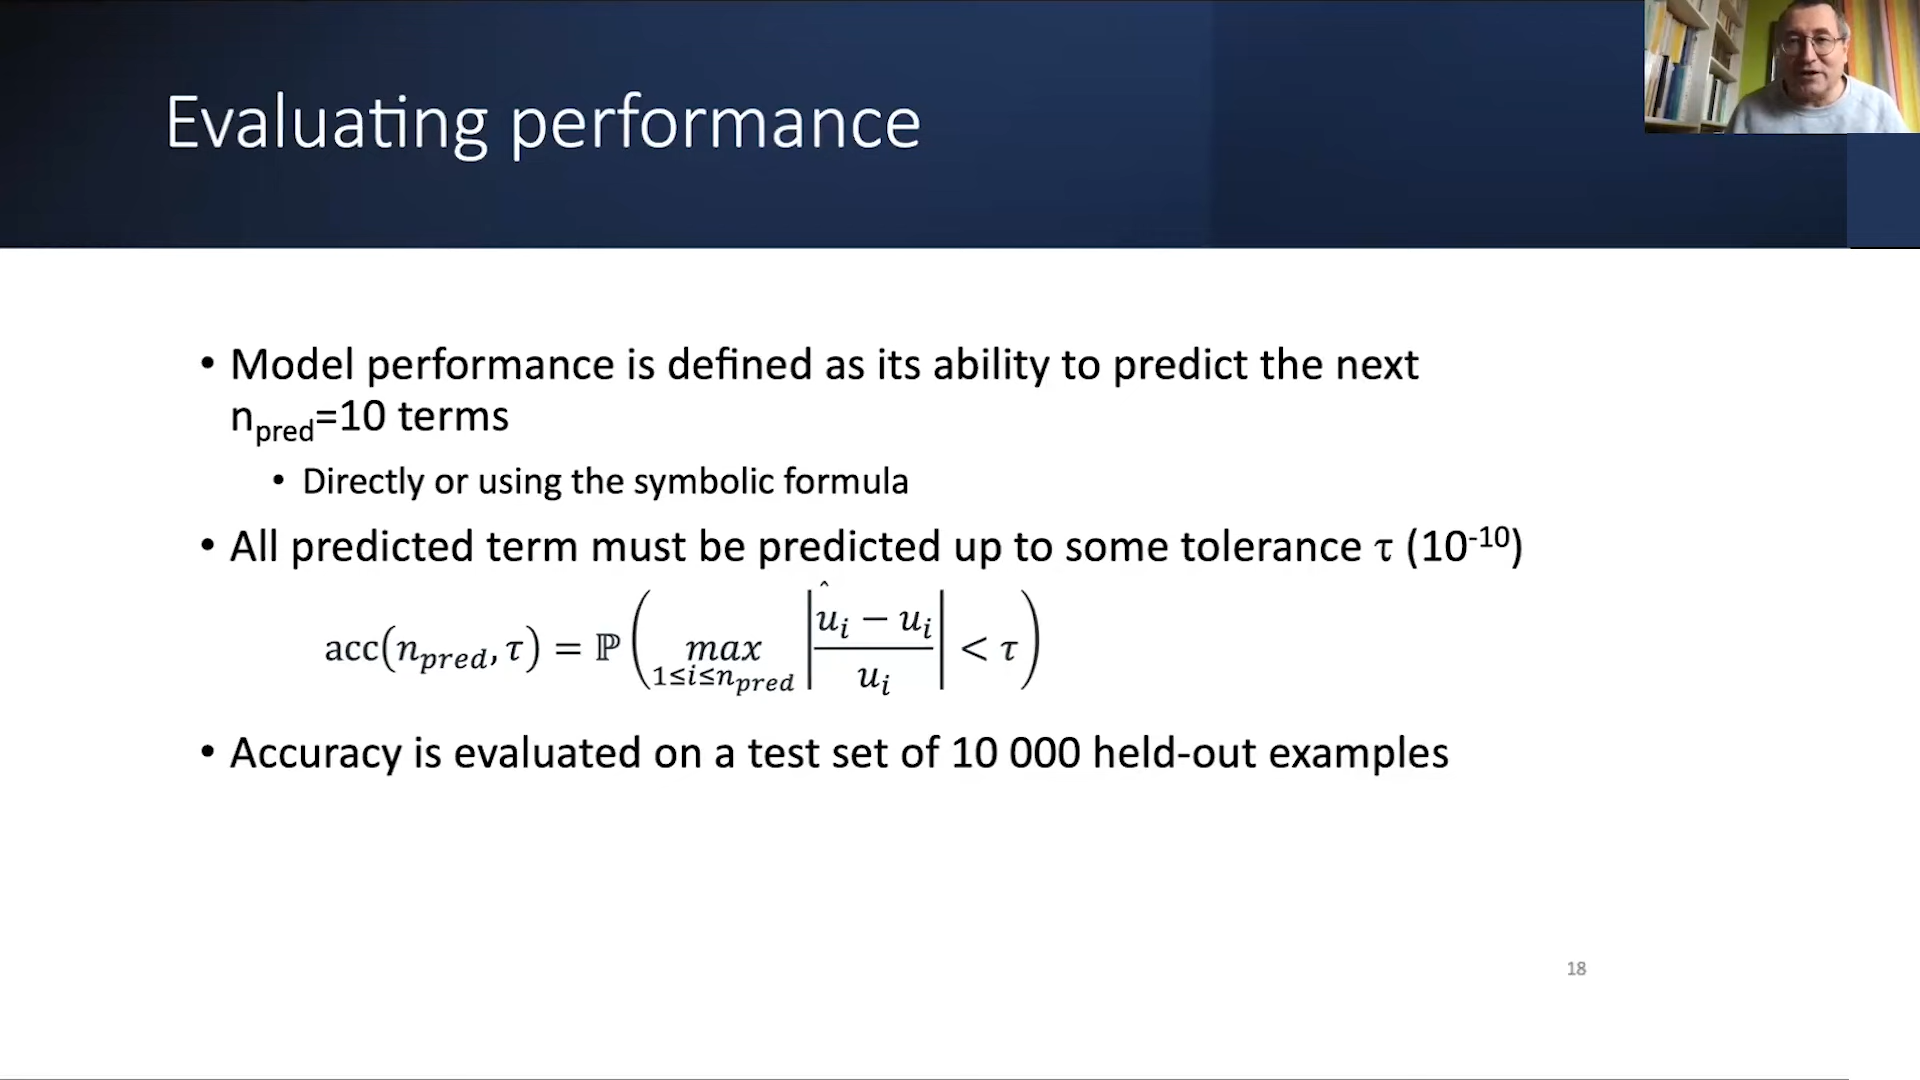 Evaluating performance
• Model performance is defined as its ability to predict the next
n_pred=10 terms
• Directly or using the symbolic formula
• All predicted term must be predicted up to some tolerance τ (10^-10)
acc(n_pred, τ) = ℙ( max_{1≤i≤n_pred} | (û_i − u_i) / u_i | < τ )
• Accuracy is evaluated on a test set of 10 000 held-out examples
18